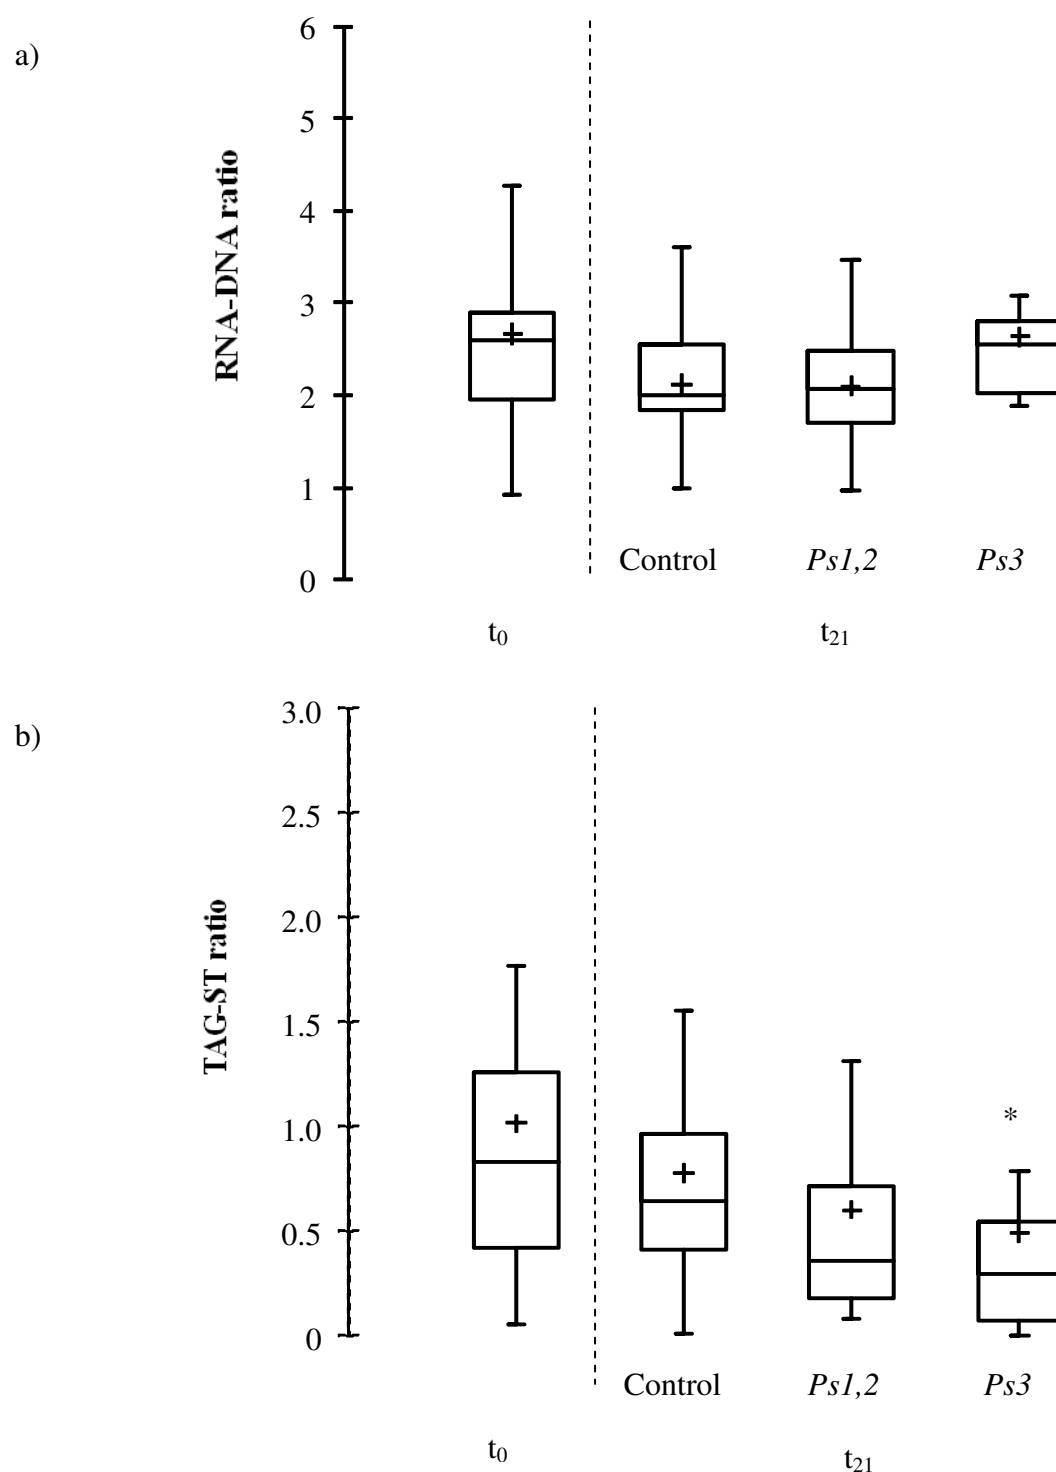 a)
RNA-DNA ratio
6
5
4
3
2
1
0
Control Ps1,2 Ps3
t0 t21
b)
TAG-ST ratio
3.0
2.5
2.0
1.5
1.0
0.5
0
*
Control Ps1,2 Ps3
t0 t21